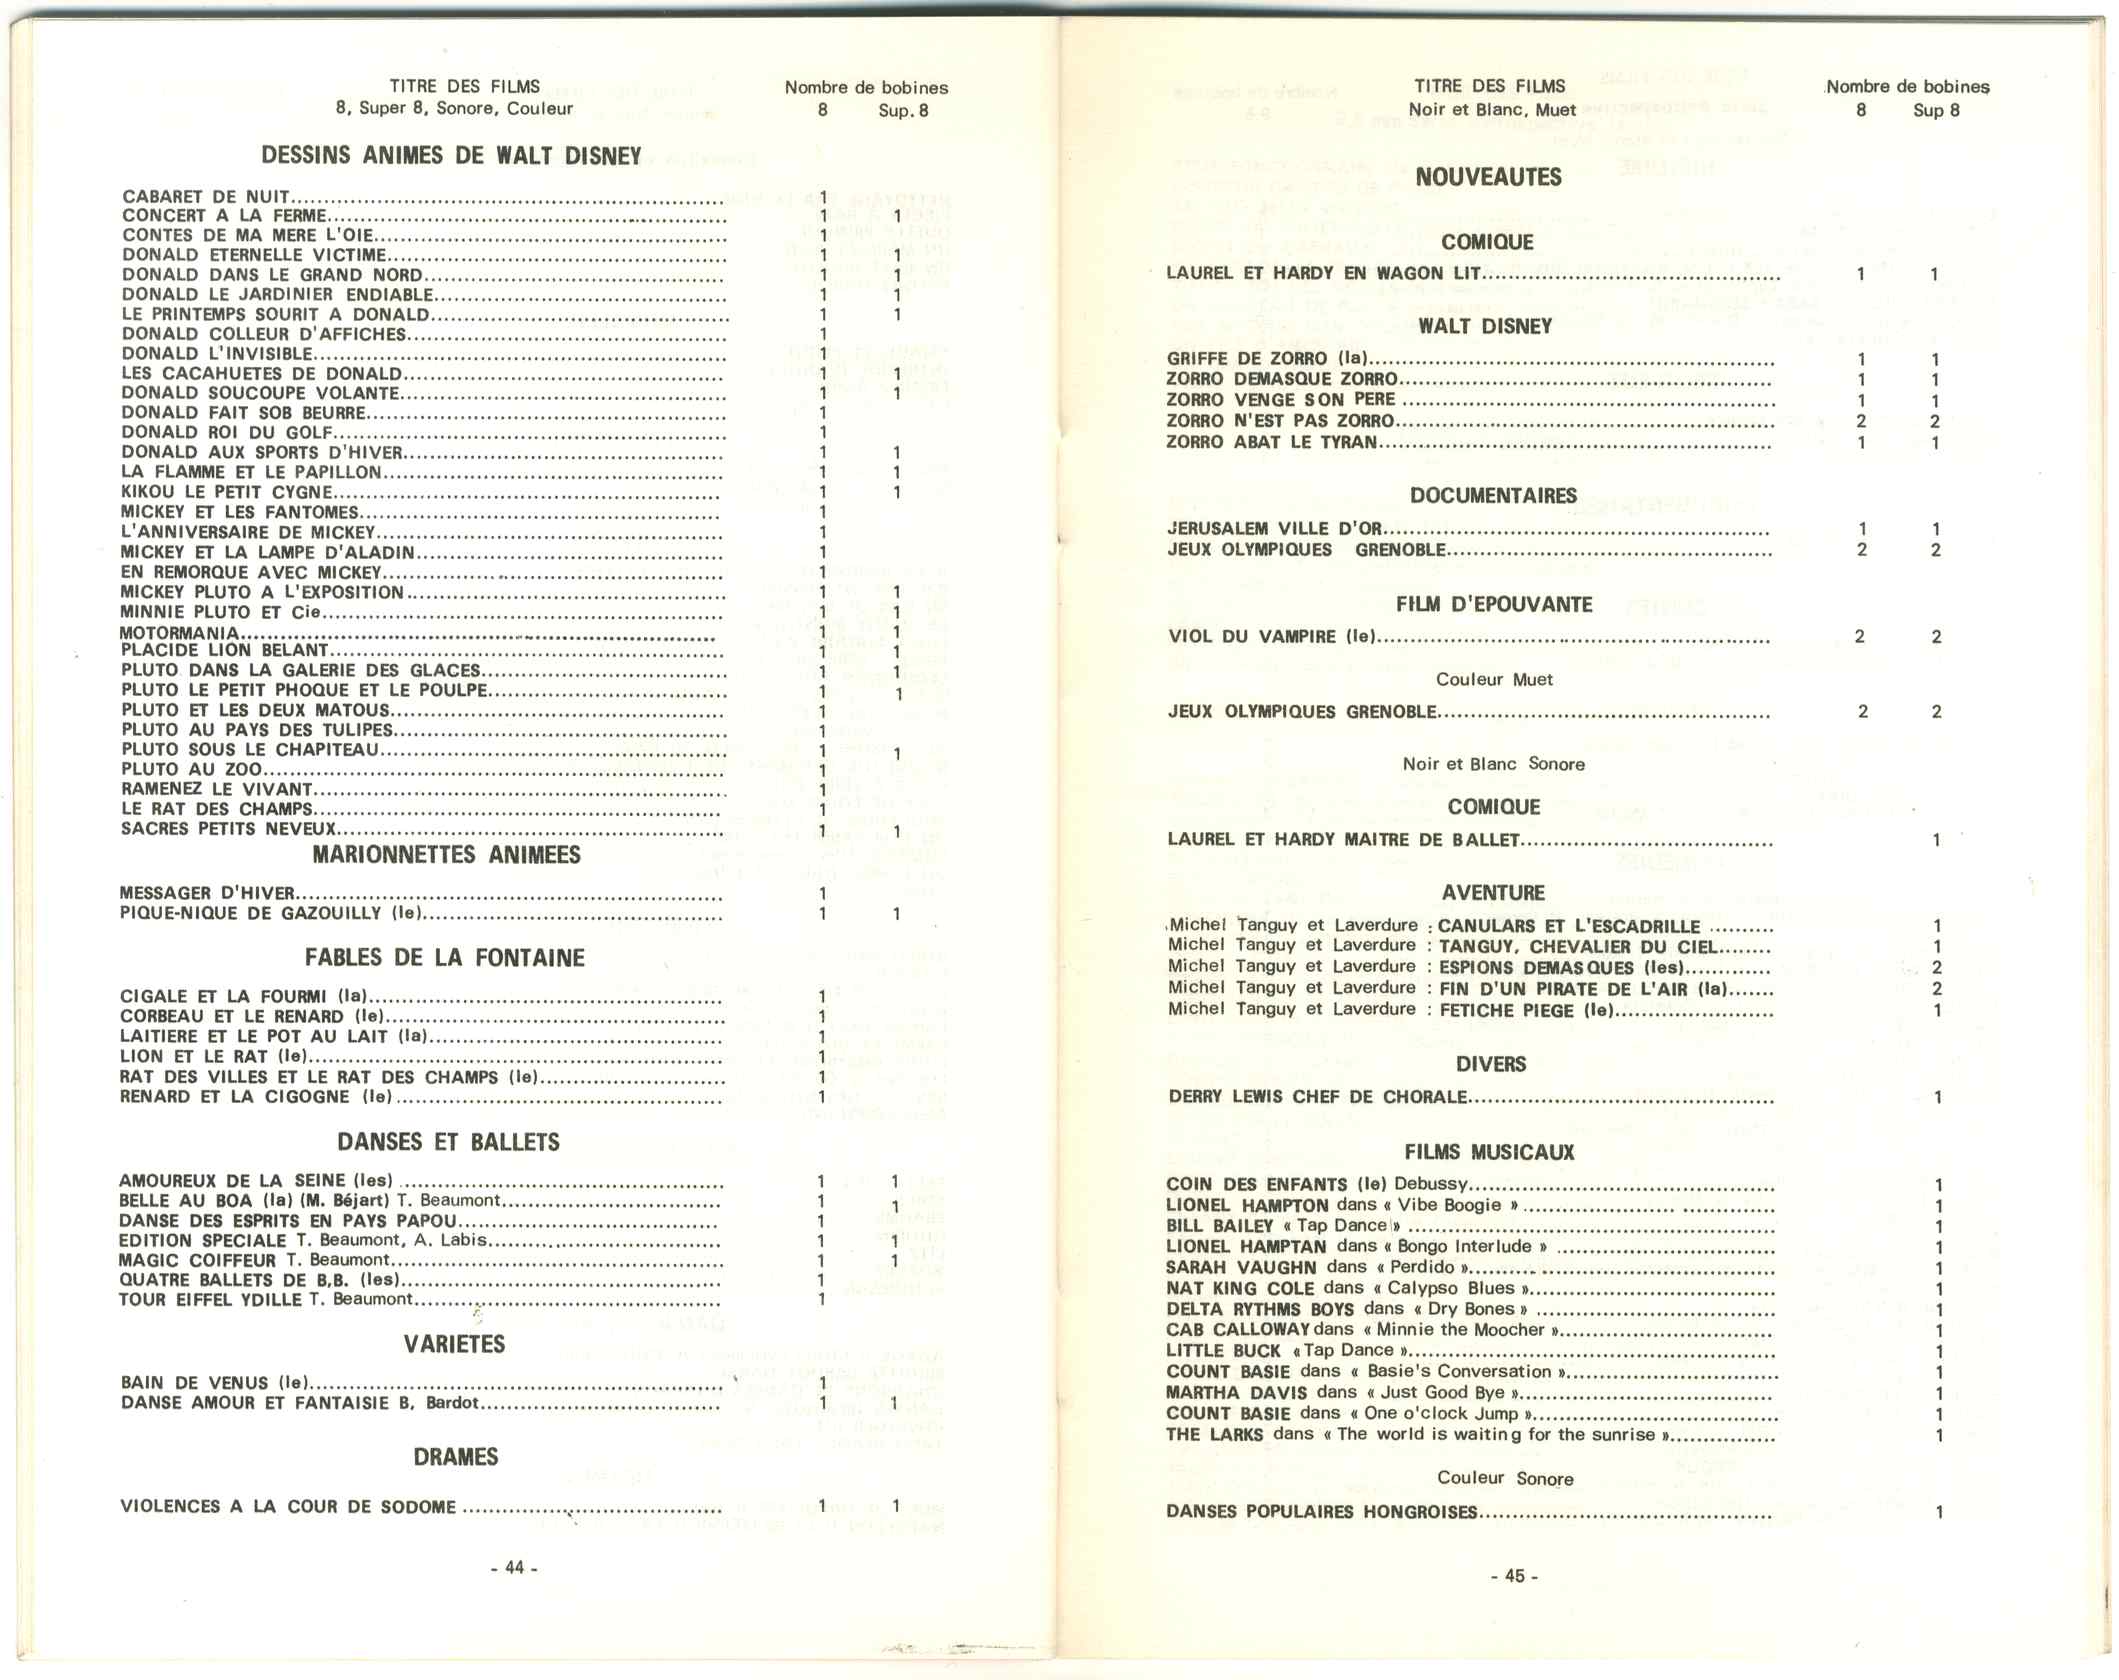 TITRE DES FILMS Nombre de bobines
8, Super 8, Sonore, Couleur 8 Sup. 8
DESSINS ANIMES DE WALT DISNEY
CABARET DE NUIT 1
CONCERT A LA FERME 1 1
CONTES DE MA MERE L'OIE 1
DONALD ETERNELLE VICTIME 1 1
DONALD DANS LE GRAND NORD 1 1
DONALD LE JARDINIER ENDIABLE 1 1
LE PRINTEMPS SOURIT A DONALD 1 1
DONALD COLLEUR D'AFFICHES 1
DONALD L'INVISIBLE 1
LES CACAHUETES DE DONALD 1 1
DONALD SOUCOUPE VOLANTE 1 1
DONALD FAIT SOB BEURRE 1
DONALD ROI DU GOLF 1
DONALD AUX SPORTS D'HIVER 1 1
LA FLAMME ET LE PAPILLON 1 1
KIKOU LE PETIT CYGNE 1 1
MICKEY ET LES FANTOMES 1
L'ANNIVERSAIRE DE MICKEY 1
MICKEY ET LA LAMPE D'ALADIN 1
EN REMORQUE AVEC MICKEY 1
MICKEY PLUTO A L'EXPOSITION 1 1
MINNIE PLUTO ET Cie 1 1
MOTORMANIA 1 1
PLACIDE LION BELANT 1 1
PLUTO DANS LA GALERIE DES GLACES 1 1
PLUTO LE PETIT PHOQUE ET LE POULPE 1 1
PLUTO ET LES DEUX MATOUS 1
PLUTO AU PAYS DES TULIPES 1
PLUTO SOUS LE CHAPITEAU 1 1
PLUTO AU ZOO 1
RAMENEZ LE VIVANT 1
LE RAT DES CHAMPS 1
SACRES PETITS NEVEUX 1 1
MARIONNETTES ANIMEES
MESSAGER D'HIVER 1
PIQUE-NIQUE DE GAZOUILLY (le) 1 1
FABLES DE LA FONTAINE
CIGALE ET LA FOURMI (la) 1
CORBEAU ET LE RENARD (le) 1
LAITIERE ET LE POT AU LAIT (la) 1
LION ET LE RAT (le) 1
RAT DES VILLES ET LE RAT DES CHAMPS (le) 1
RENARD ET LA CIGOGNE (le) 1
DANSES ET BALLETS
AMOUREUX DE LA SEINE (les) 1 1
BELLE AU BOA (la) (M. Béjart) T. Beaumont 1 1
DANSE DES ESPRITS EN PAYS PAPOU 1
EDITION SPECIALE T. Beaumont, A. Labis 1 1
MAGIC COIFFEUR T. Beaumont 1 1
QUATRE BALLETS DE B.B. (les) 1
TOUR EIFFEL YDILLE T. Beaumont 1
VARIETES
BAIN DE VENUS (le) 1 1
DANSE AMOUR ET FANTAISIE B. Bardot 1 1
DRAMES
VIOLENCES A LA COUR DE SODOME 1 1
- 44 -
TITRE DES FILMS Nombre de bobines
Noir et Blanc, Muet 8 Sup 8
NOUVEAUTES
COMIQUE
LAUREL ET HARDY EN WAGON LIT 1 1
WALT DISNEY
GRIFFE DE ZORRO (la) 1 1
ZORRO DEMASQUE ZORRO 1 1
ZORRO VENGE SON PERE 1 1
ZORRO N'EST PAS ZORRO 2 2
ZORRO ABAT LE TYRAN 1 1
DOCUMENTAIRES
JERUSALEM VILLE D'OR 1 1
JEUX OLYMPIQUES GRENOBLE 2 2
FILM D'EPOUVANTE
VIOL DU VAMPIRE (le) 2 2
Couleur Muet
JEUX OLYMPIQUES GRENOBLE 2 2
Noir et Blanc Sonore
COMIQUE
LAUREL ET HARDY MAITRE DE BALLET 1
AVENTURE
Michel Tanguy et Laverdure : CANULARS ET L'ESCADRILLE 1
Michel Tanguy et Laverdure : TANGUY, CHEVALIER DU CIEL 1
Michel Tanguy et Laverdure : ESPIONS DEMASQUES (les) 2
Michel Tanguy et Laverdure : FIN D'UN PIRATE DE L'AIR (la) 2
Michel Tanguy et Laverdure : FETICHE PIEGE (le) 1
DIVERS
DERRY LEWIS CHEF DE CHORALE 1
FILMS MUSICAUX
COIN DES ENFANTS (le) Debussy 1
LIONEL HAMPTON dans « Vibe Boogie » 1
BILL BAILEY « Tap Dance » 1
LIONEL HAMPTAN dans « Bongo Interlude » 1
SARAH VAUGHN dans « Perdido » 1
NAT KING COLE dans « Calypso Blues » 1
DELTA RYTHMS BOYS dans « Dry Bones » 1
CAB CALLOWAY dans « Minnie the Moocher » 1
LITTLE BUCK « Tap Dance » 1
COUNT BASIE dans « Basie's Conversation » 1
MARTHA DAVIS dans « Just Good Bye » 1
COUNT BASIE dans « One o'clock Jump » 1
THE LARKS dans « The world is waiting for the sunrise » 1
Couleur Sonore
DANSES POPULAIRES HONGROISES 1
- 45 -